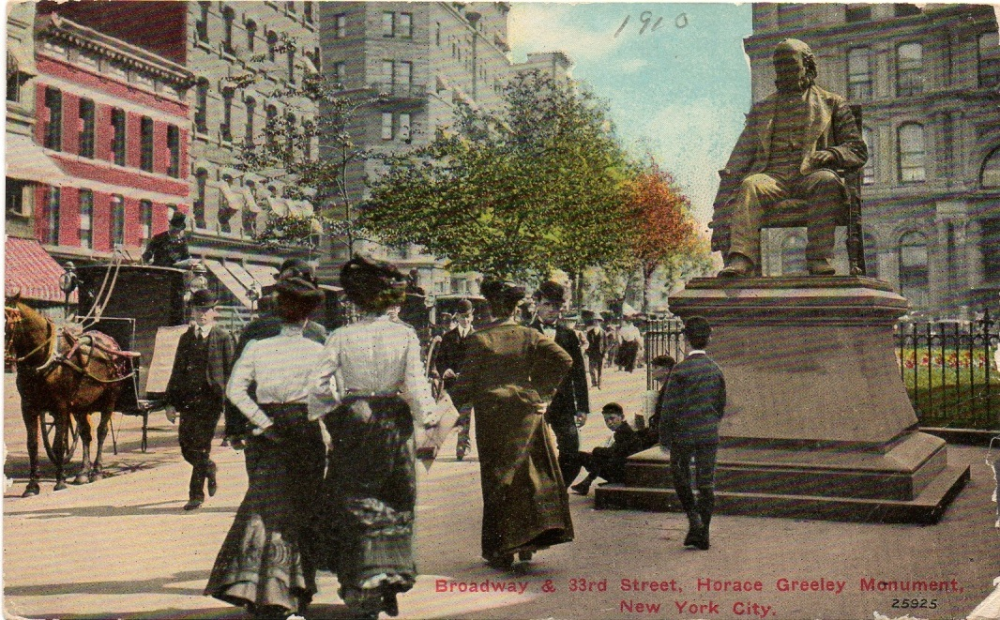 1910
Broadway & 33rd Street, Horace Greeley Monument,
New York City.
25925